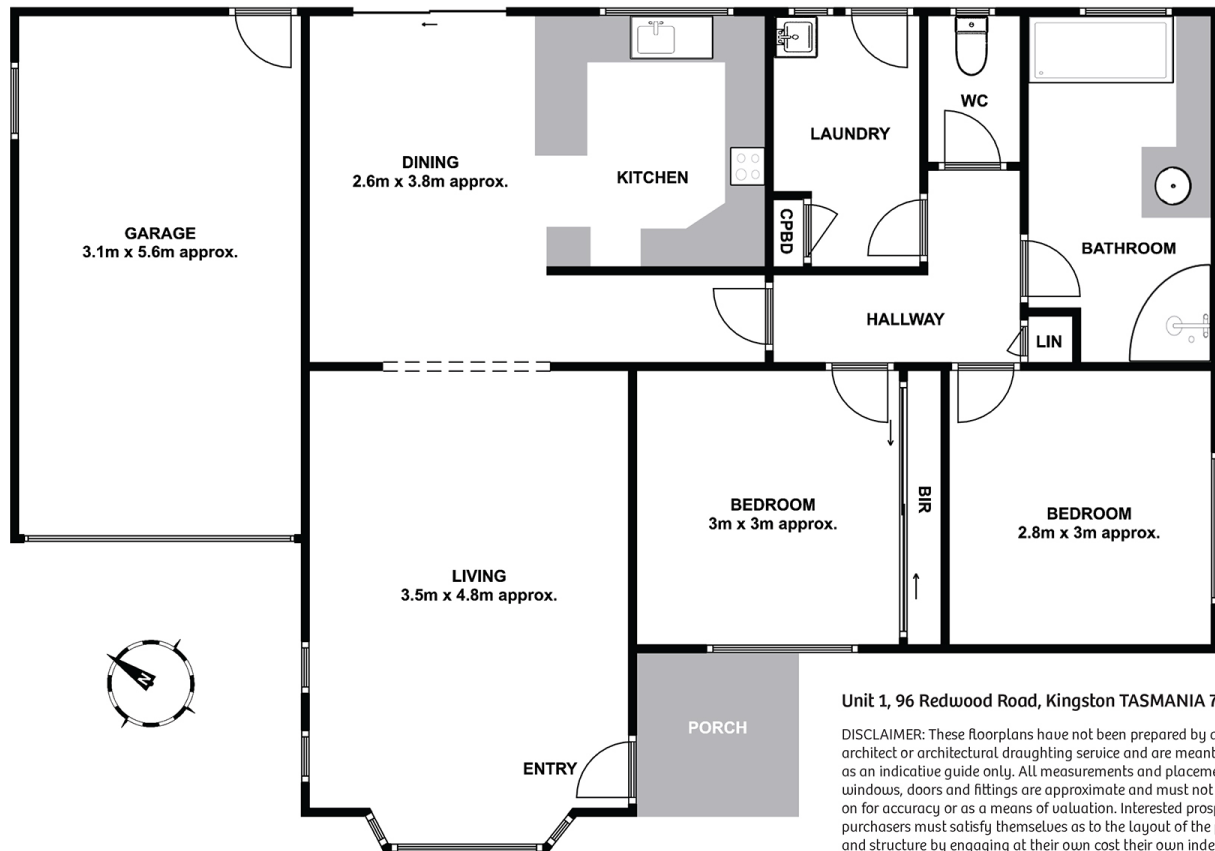 GARAGE
3.1m x 5.6m approx.
DINING
2.6m x 3.8m approx.
KITCHEN
LAUNDRY
CPBD
WC
BATHROOM
HALLWAY
LIN
LIVING
3.5m x 4.8m approx.
BEDROOM
3m x 3m approx.
BIR
BEDROOM
2.8m x 3m approx.
ENTRY
PORCH
N
Unit 1, 96 Redwood Road, Kingston TASMANIA 7
DISCLAIMER: These floorplans have not been prepared by
architect or architectural draughting service and are meant
as an indicative guide only. All measurements and
windows, doors and fittings are approximate and must not
on for accuracy or as a means of valuation. Interested
purchasers must satisfy themselves as to the layout of the
and structure by engaging at their own cost their own